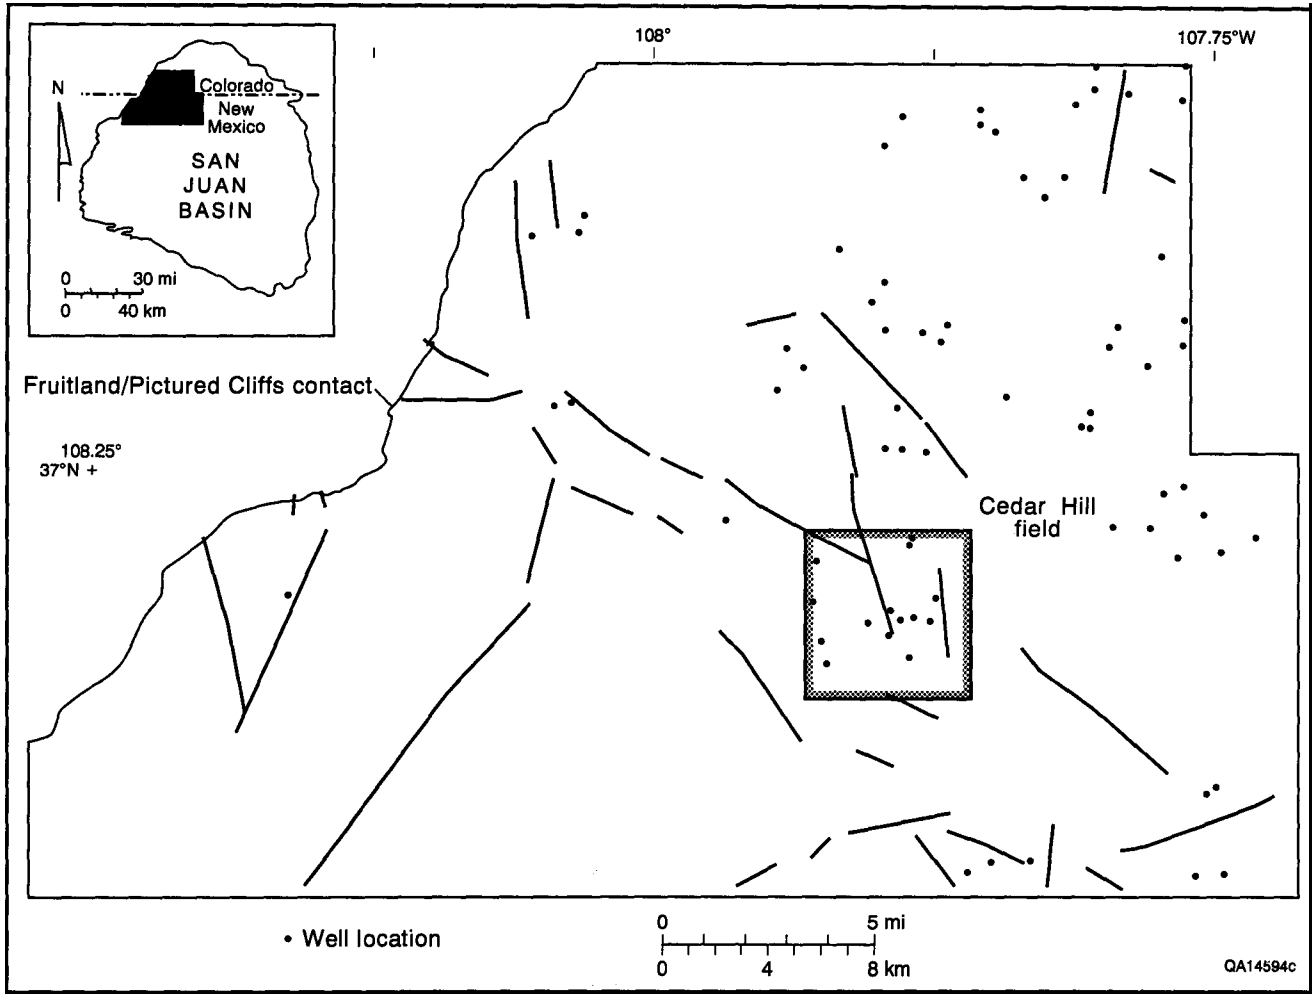 108°
107.75°W
N
Colorado
New
Mexico
SAN
JUAN
BASIN
0 30 mi
0 40 km
Fruitland/Pictured Cliffs contact
108.25°
37°N +
Cedar Hill
field
• Well location
0 5 mi
0 4 8 km
QA14594c